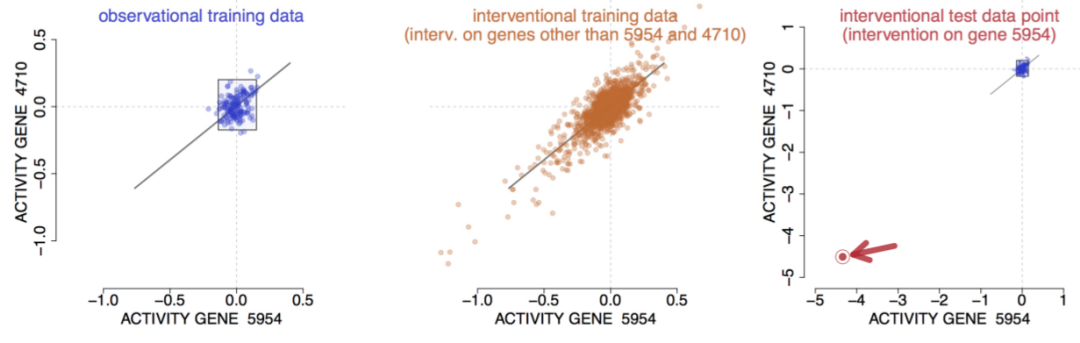 observational training data
ACTIVITY GENE 4710
0.5
0.0
−0.5
−1.0
−1.0 −0.5 0.0 0.5
ACTIVITY GENE 5954
interventional training data
(interv. on genes other than 5954 and 4710)
−1.0 −0.5 0.0 0.5
ACTIVITY GENE 5954
interventional test data point
(intervention on gene 5954)
ACTIVITY GENE 4710
1
0
−1
−2
−3
−4
−5
−5 −4 −3 −2 −1 0 1
ACTIVITY GENE 5954